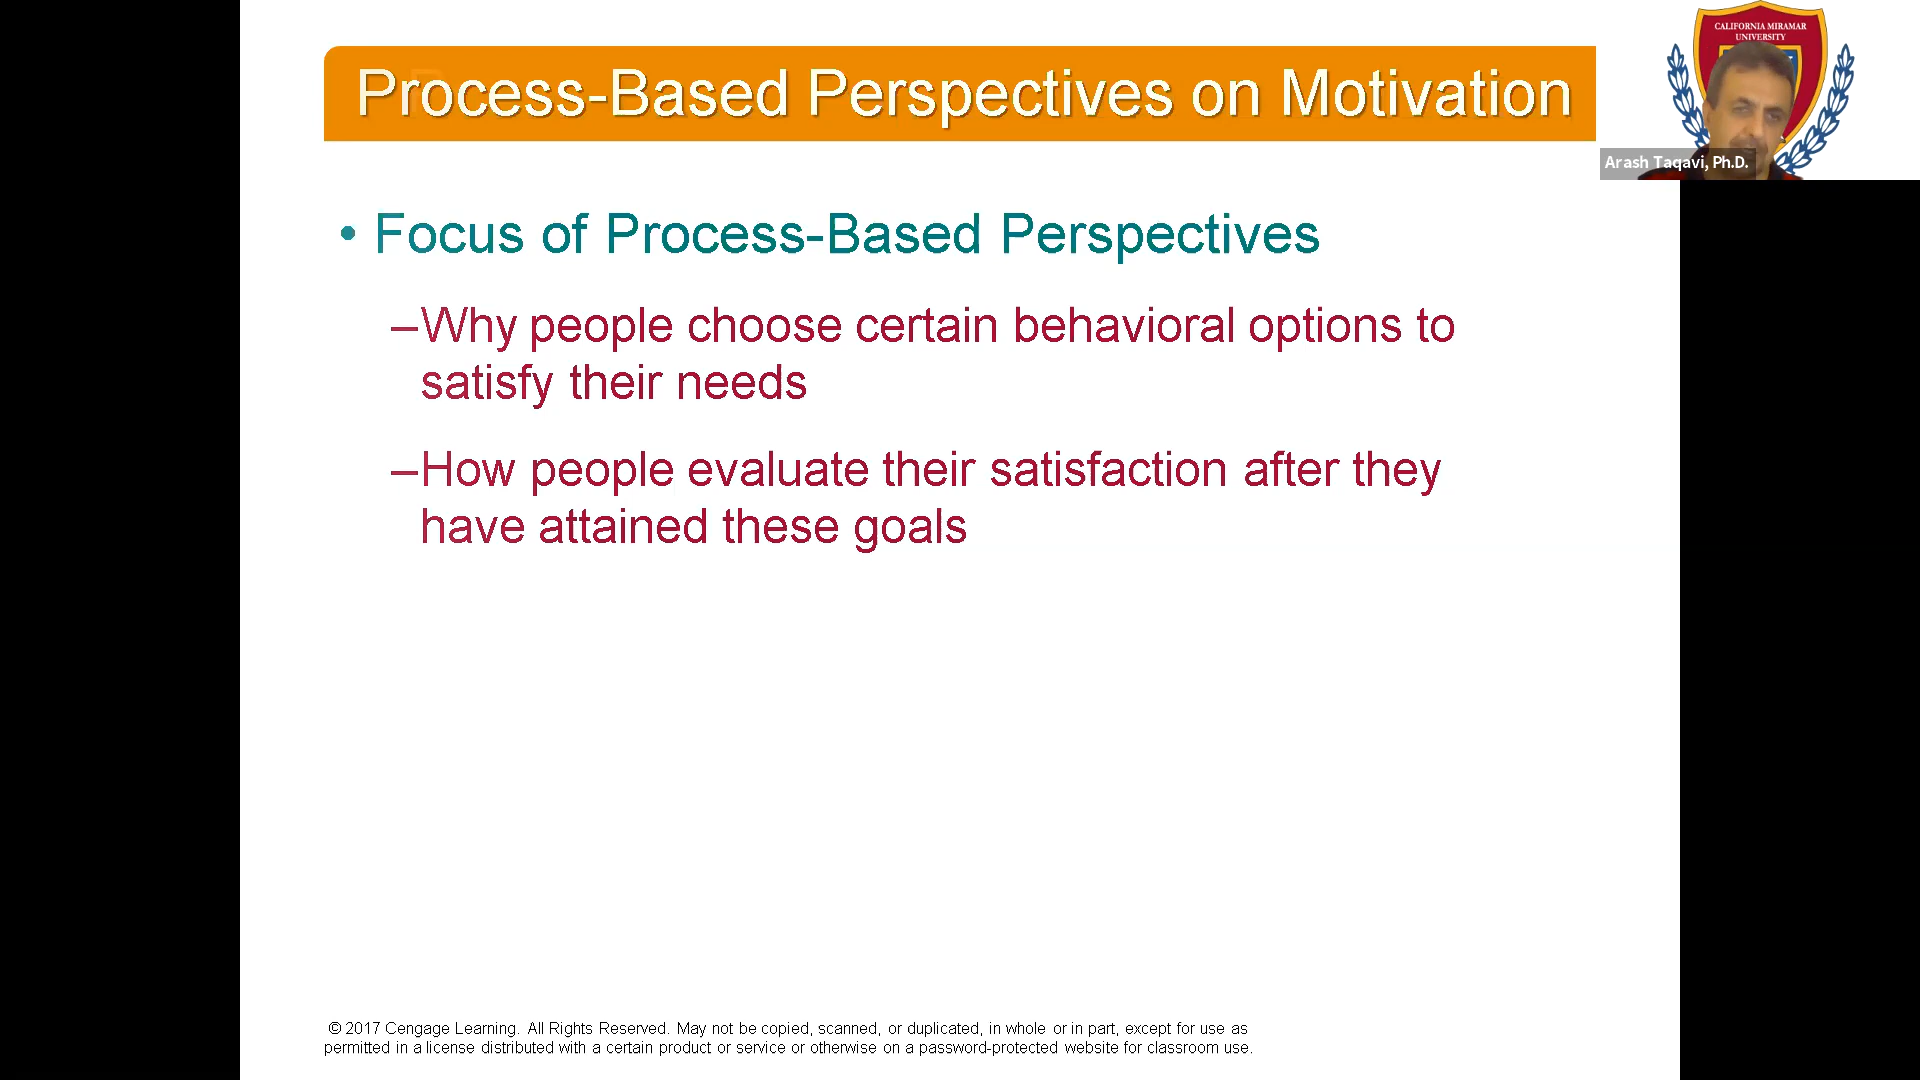 Process-Based Perspectives on Motivation
CALIFORNIA MIRAMAR
UNIVERSITY
Arash Taqavi, Ph.D.
• Focus of Process-Based Perspectives
–Why people choose certain behavioral options to
satisfy their needs
–How people evaluate their satisfaction after they
have attained these goals
© 2017 Cengage Learning. All Rights Reserved. May not be copied, scanned, or duplicated, in whole or in part, except for use as
permitted in a license distributed with a certain product or service or otherwise on a password-protected website for classroom use.